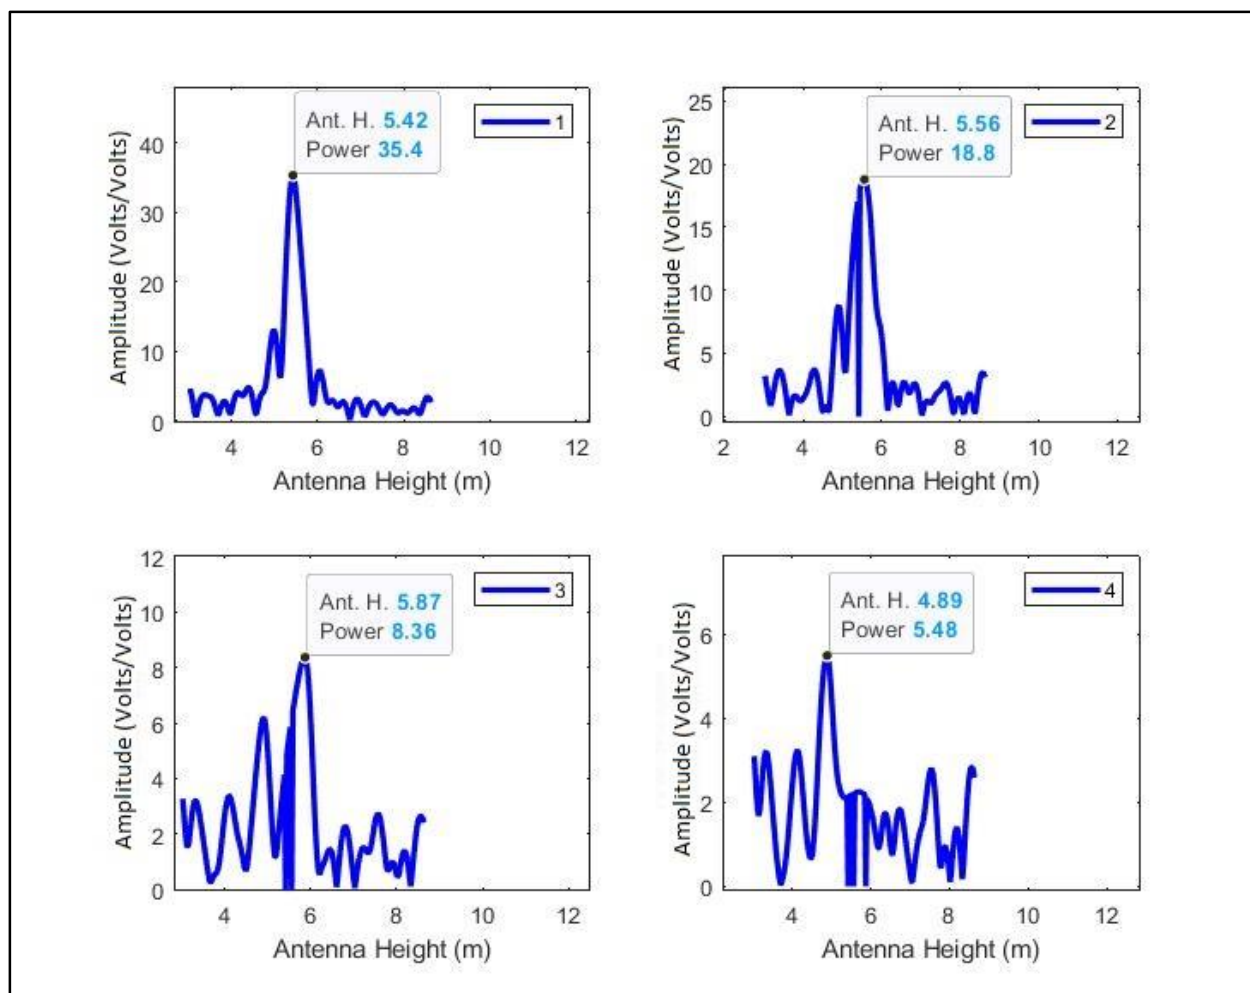 Ant. H. 5.42
Power 35.4
1
Amplitude (Volts/Volts)
40
30
20
10
0
4 6 8 10 12
Antenna Height (m)
Ant. H. 5.56
Power 18.8
2
Amplitude (Volts/Volts)
25
20
15
10
5
0
2 4 6 8 10 12
Antenna Height (m)
Ant. H. 5.87
Power 8.36
3
Amplitude (Volts/Volts)
12
10
8
6
4
2
0
4 6 8 10 12
Antenna Height (m)
Ant. H. 4.89
Power 5.48
4
Amplitude (Volts/Volts)
6
4
2
0
4 6 8 10 12
Antenna Height (m)